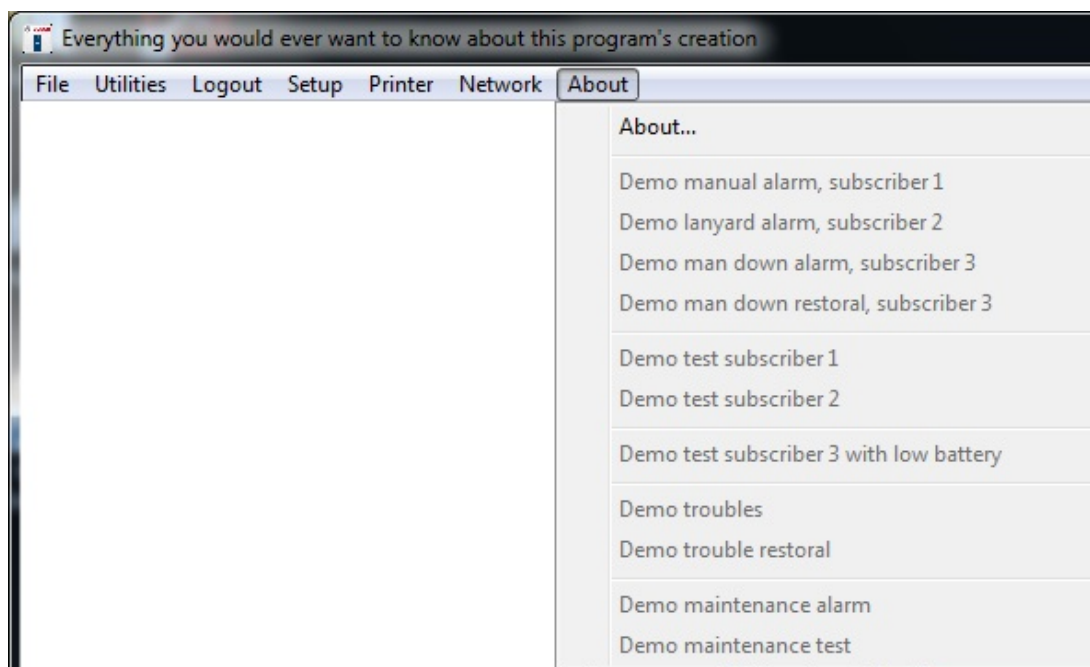 Everything you would ever want to know about this program's creation
File Utilities Logout Setup Printer Network About
About...
Demo manual alarm, subscriber 1
Demo lanyard alarm, subscriber 2
Demo man down alarm, subscriber 3
Demo man down restoral, subscriber 3
Demo test subscriber 1
Demo test subscriber 2
Demo test subscriber 3 with low battery
Demo troubles
Demo trouble restoral
Demo maintenance alarm
Demo maintenance test